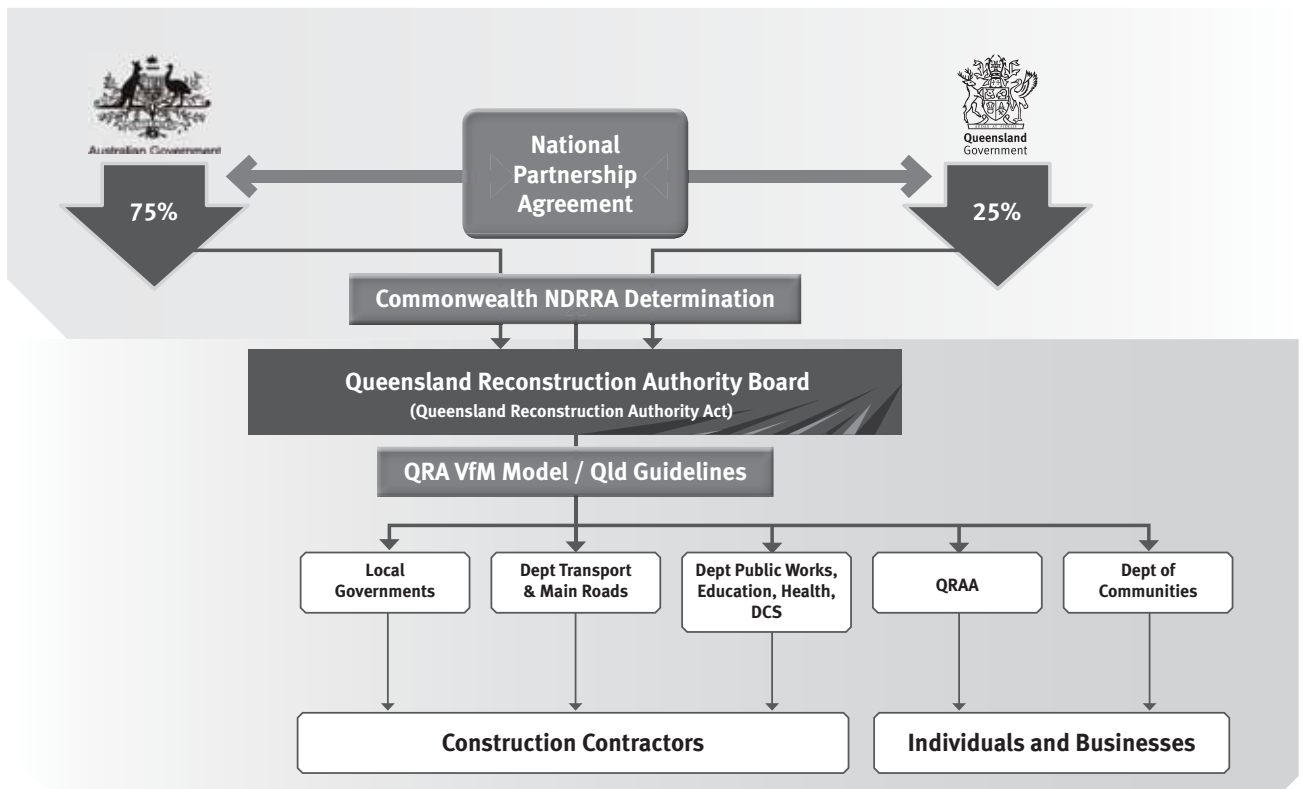 Australian Government
National
Partnership
Agreement
Queensland
Government
75%
25%
Commonwealth NDRRA Determination
Queensland Reconstruction Authority Board
(Queensland Reconstruction Authority Act)
QRA VfM Model / Qld Guidelines
Local
Governments
Dept Transport
& Main Roads
Dept Public Works,
Education, Health,
DCS
QRAA
Dept of
Communities
Construction Contractors
Individuals and Businesses